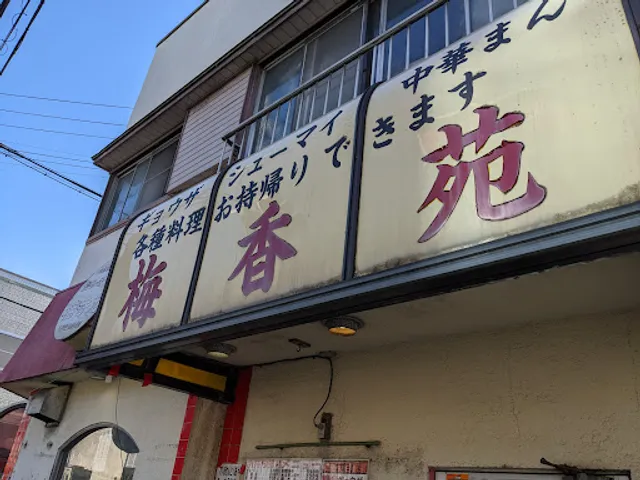 ギョウザ シューマイ 中華まん
各種料理お持帰りできます
梅香苑